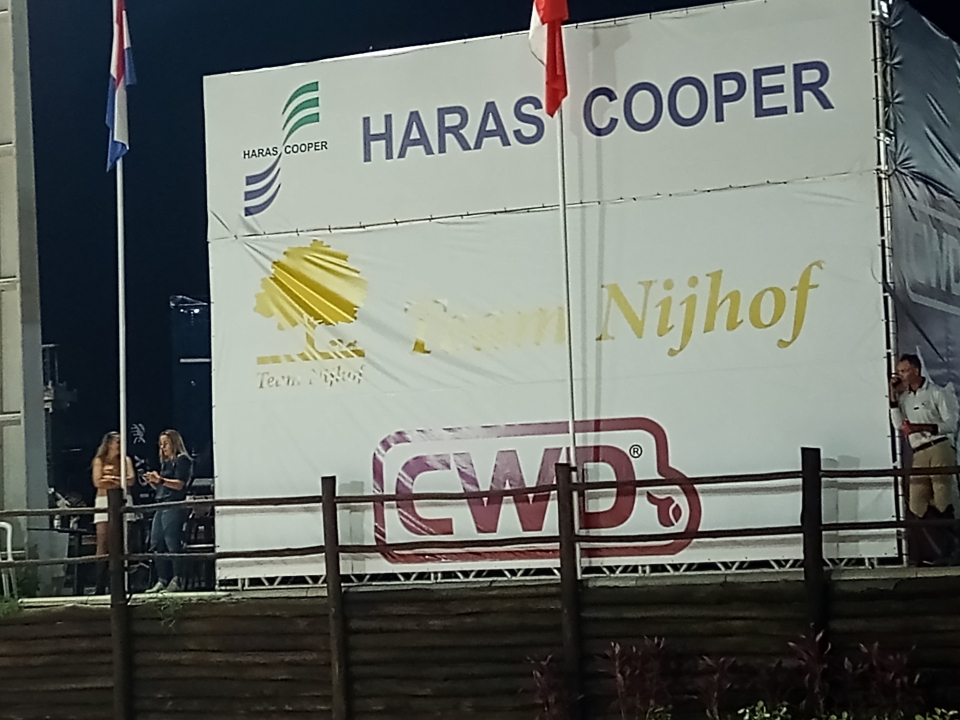 HARAS COOPER
HARAS COOPER
Team Nijhof
Team Nijhof
CWD®